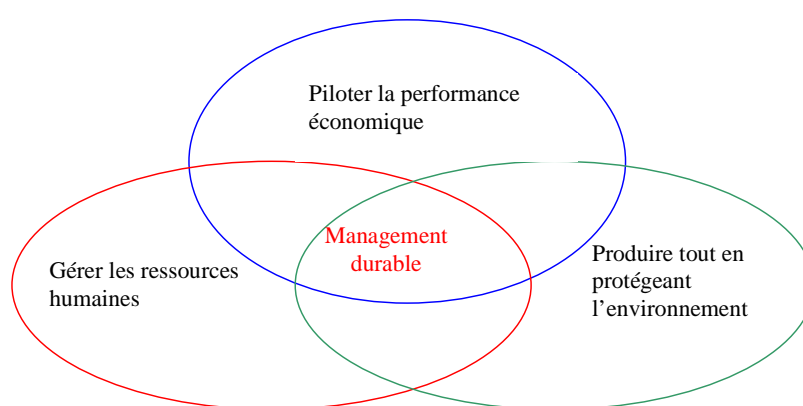 Piloter la performance
économique
Management
durable
Gérer les ressources
humaines
Produire tout en
protégeant
l’environnement